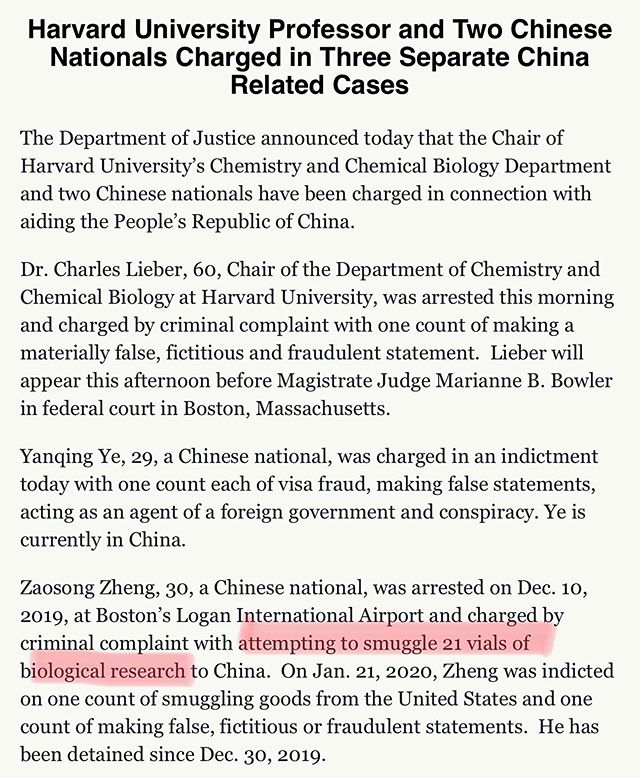 Harvard University Professor and Two Chinese
Nationals Charged in Three Separate China
Related Cases
The Department of Justice announced today that the Chair of
Harvard University’s Chemistry and Chemical Biology Department
and two Chinese nationals have been charged in connection with
aiding the People’s Republic of China.
Dr. Charles Lieber, 60, Chair of the Department of Chemistry and
Chemical Biology at Harvard University, was arrested this morning
and charged by criminal complaint with one count of making a
materially false, fictitious and fraudulent statement.  Lieber will
appear this afternoon before Magistrate Judge Marianne B. Bowler
in federal court in Boston, Massachusetts.
Yanqing Ye, 29, a Chinese national, was charged in an indictment
today with one count each of visa fraud, making false statements,
acting as an agent of a foreign government and conspiracy. Ye is
currently in China.
Zaosong Zheng, 30, a Chinese national, was arrested on Dec. 10,
2019, at Boston’s Logan International Airport and charged by
criminal complaint with attempting to smuggle 21 vials of
biological research to China.  On Jan. 21, 2020, Zheng was indicted
on one count of smuggling goods from the United States and one
count of making false, fictitious or fraudulent statements.  He has
been detained since Dec. 30, 2019.